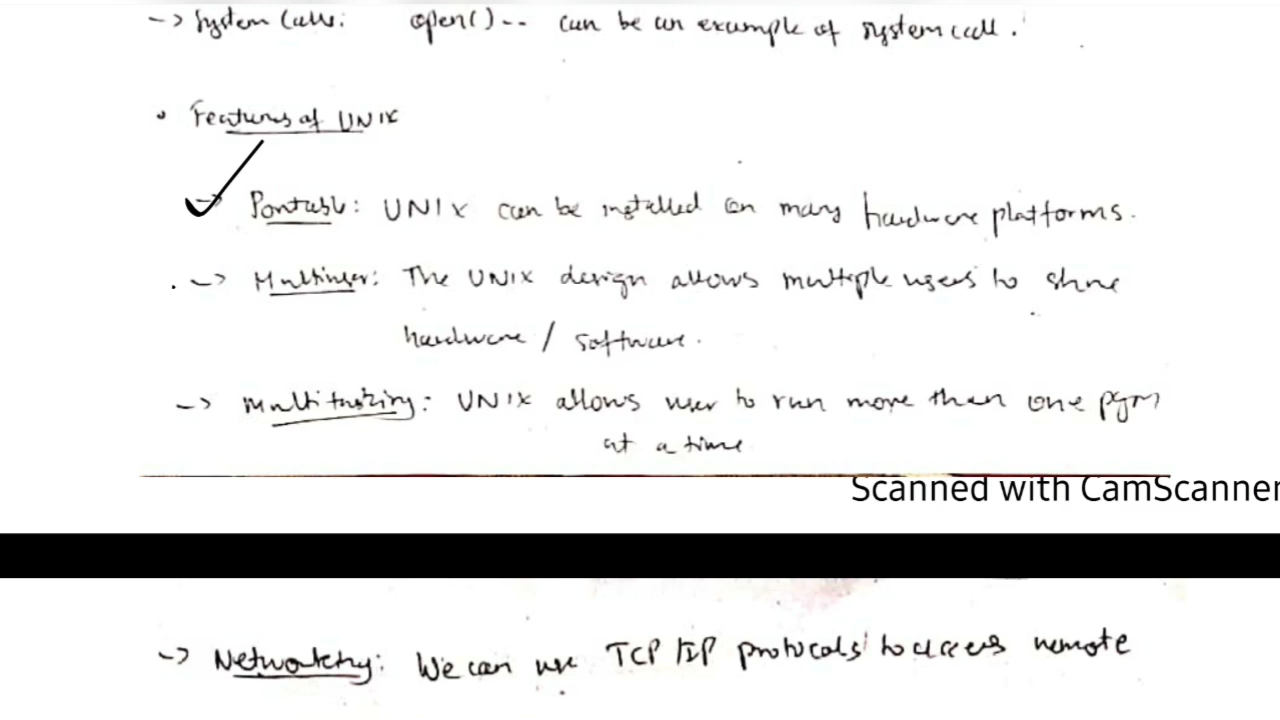 -> System Calls: open()-- can be an example of system call.
• Features of UNIX
-> Portable: UNIX can be installed on many hardware platforms.
-> Multiuser: The UNIX design allows multiple users to share
hardware / software.
-> Multitasking: UNIX allows user to run more than one pgm
at a time
Scanned with CamScanner
-> Networking: We can use TCP/IP protocols to access remote